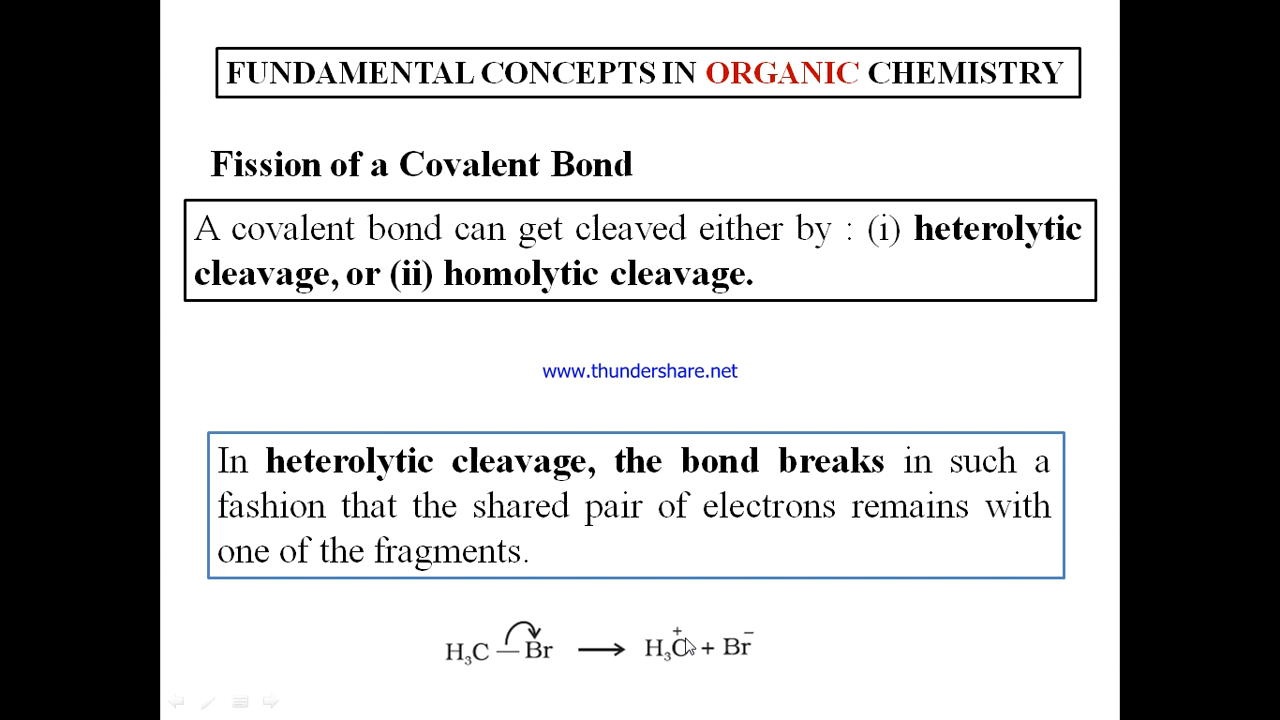 FUNDAMENTAL CONCEPTS IN ORGANIC CHEMISTRY
Fission of a Covalent Bond
A covalent bond can get cleaved either by : (i) heterolytic
cleavage, or (ii) homolytic cleavage.
www.thundershare.net
In heterolytic cleavage, the bond breaks in such a
fashion that the shared pair of electrons remains with
one of the fragments.
H₃C — Br ⟶ H₃C⁺ + Br⁻